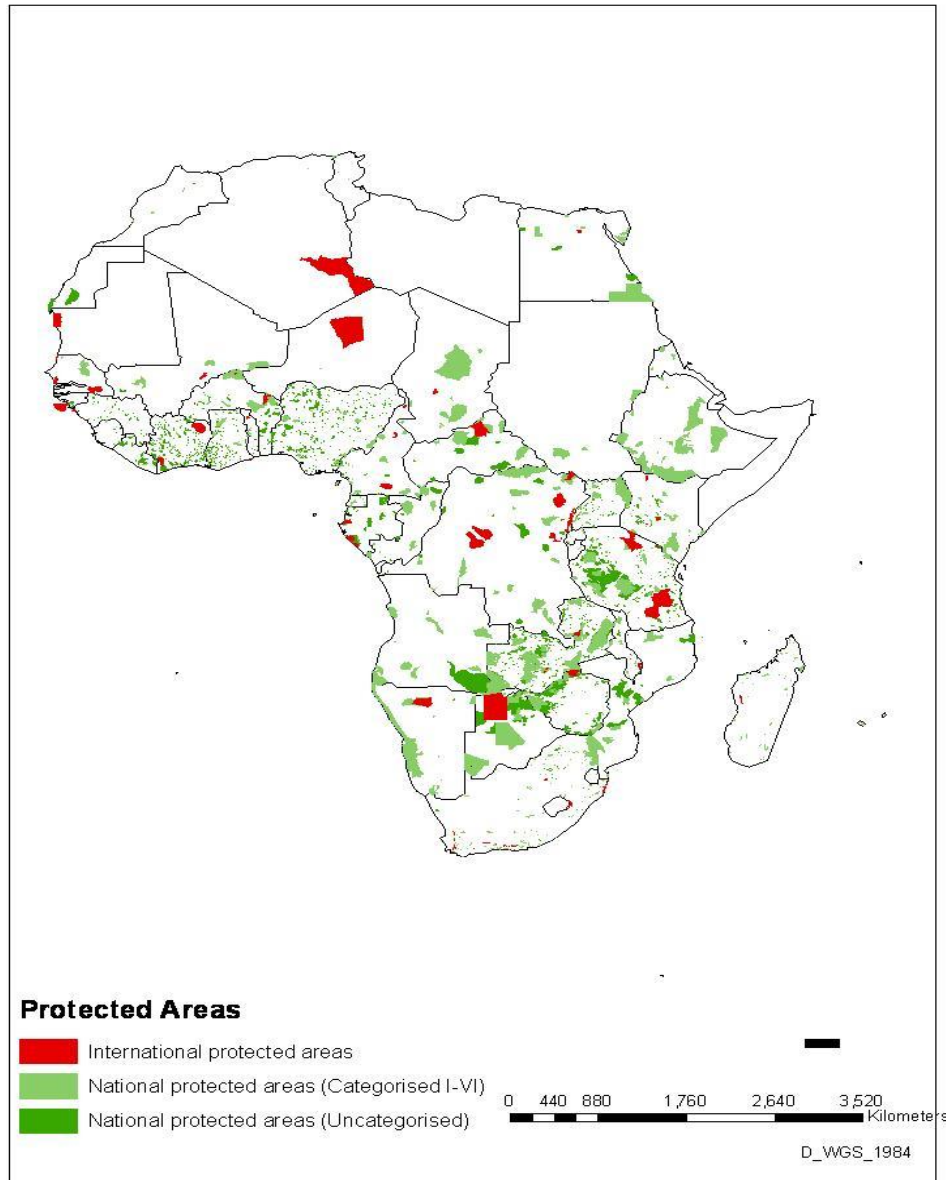 Protected Areas
International protected areas
National protected areas (Categorised I-VI)
National protected areas (Uncategorised)
0 440 880 1,760 2,640 3,520
Kilometers
D_WGS_1984